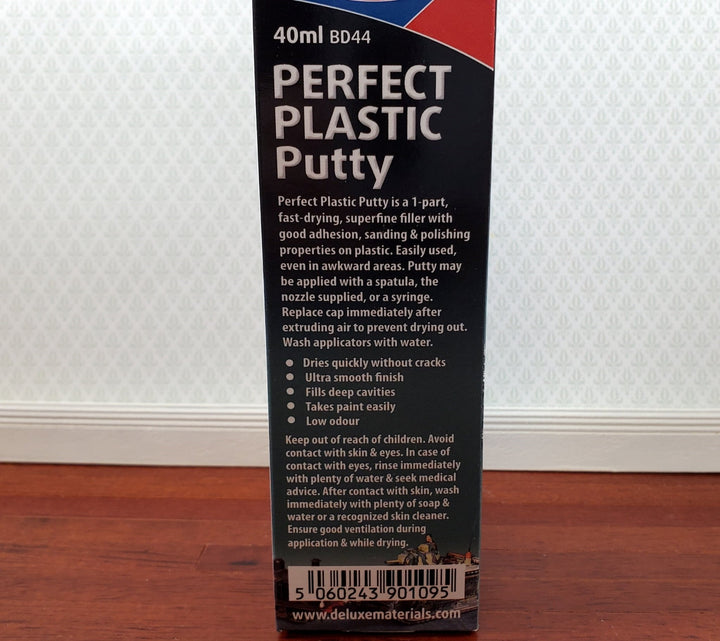 40ml BD44
PERFECT
PLASTIC
Putty
Perfect Plastic Putty is a 1-part,
fast-drying, superfine filler with
good adhesion, sanding & polishing
properties on plastic. Easily used,
even in awkward areas. Putty may
be applied with a spatula, the
nozzle supplied, or a syringe.
Replace cap immediately after
extruding air to prevent drying out.
Wash applicators with water.
● Dries quickly without cracks
● Ultra smooth finish
● Fills deep cavities
● Takes paint easily
● Low odour
Keep out of reach of children. Avoid
contact with skin & eyes. In case of
contact with eyes, rinse immediately
with plenty of water & seek medical
advice. After contact with skin, wash
immediately with plenty of soap &
water or a recognized skin cleaner.
Ensure good ventilation during
application & while drying.
5 060243 901095
www.deluxematerials.com